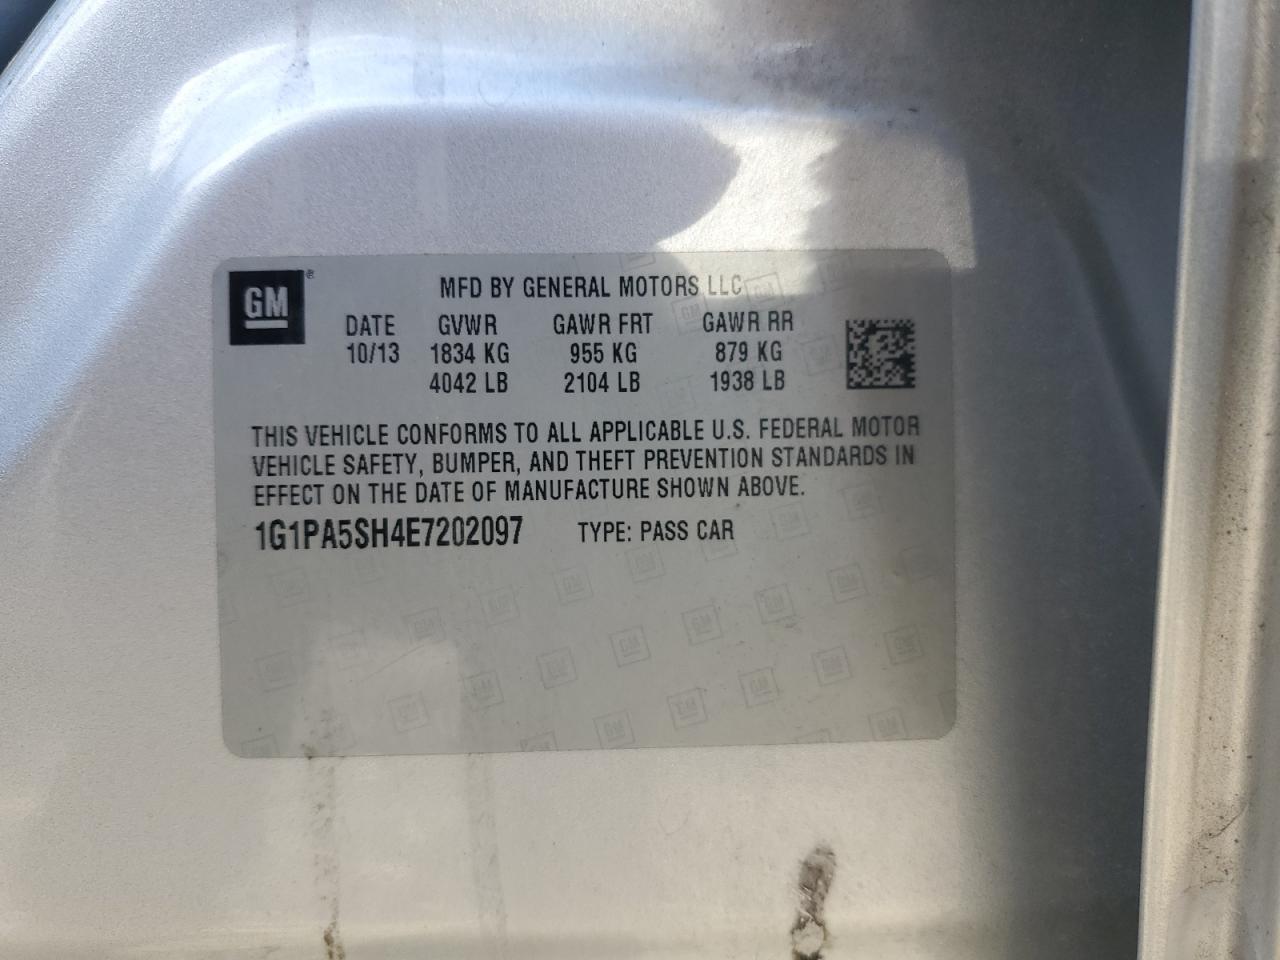 GM ®
MFD BY GENERAL MOTORS LLC
DATE GVWR GAWR FRT GAWR RR
10/13 1834 KG 955 KG 879 KG
4042 LB 2104 LB 1938 LB
THIS VEHICLE CONFORMS TO ALL APPLICABLE U.S. FEDERAL MOTOR
VEHICLE SAFETY, BUMPER, AND THEFT PREVENTION STANDARDS IN
EFFECT ON THE DATE OF MANUFACTURE SHOWN ABOVE.
1G1PA5SH4E7202097 TYPE: PASS CAR